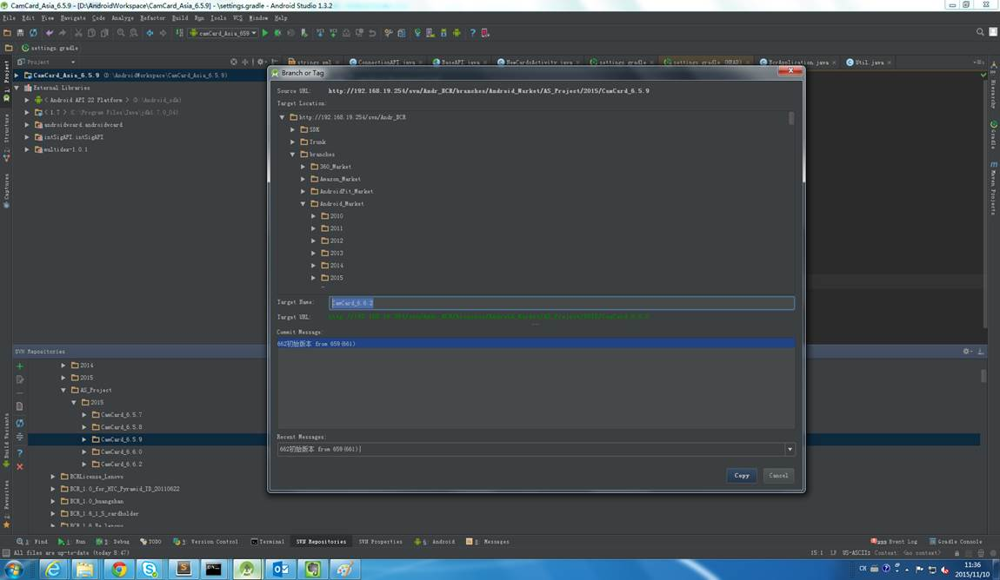 CamCard_Asia_6.5.9 - [D:\AndroidWorkspace\CamCard_Asia_6.5.9] - \settings.gradle - Android Studio 1.3.2
File Edit View Navigate Code Analyze Refactor Build Run Tools VCS Window Help
camCard_Asia_659
settings.gradle
Project
strings.xml ConnectionAPI.java BaseAPI.java NewCardsActivity.java settings.gradle settings.gradle (HEAD) BcrApplication.java Util.java
1: Project
Structure
Captures
Build Variants
Favorites
Hierarchy
Gradle
Maven Projects
CamCard_Asia_6.5.9 (D:\AndroidWorkspace\CamCard_Asia_6.5.9)
External Libraries
< Android API 22 Platform > (D:\Android_sdk)
< 1.7 > (C:\Program Files\Java\jdk1.7.0_04)
androidvcard.androidvcard
intSigAPI.intSigAPI
multidex-1.0.1
Branch or Tag
Source URL: http://192.168.19.254/svn/Andr_BCR/branches/Android_Market/AS_Project/2015/CamCard_6.5.9
Target Location:
http://192.168.19.254/svn/Andr_BCR
SDK
Trunk
branches
360_Market
Amazon_Market
AndroidPit_Market
Android_Market
2010
2011
2012
2013
2014
2015
Target Name: CamCard_6.6.2
Target URL: http://192.168.19.254/svn/Andr_BCR/branches/Android_Market/AS_Project/2015/CamCard_6.6.2
Commit Message:
662初始版本 from 659(661)
Recent Messages:
662初始版本 from 659(661)
Copy Cancel
SVN Repositories
2014
2015
AS_Project
2015
CamCard_6.5.7
CamCard_6.5.8
CamCard_6.5.9
CamCard_6.6.0
CamCard_6.6.2
BCRLicense_Lenovo
BCR_1.0_for_HTC_Pyramid_ID_20110622
BCR_1.0_huangshan
BCR_1.6_1_5_cardholder
3: Find 4: Run 5: Debug TODO 9: Version Control Terminal SVN Repositories SVN Properties 6: Android 0: Messages Event Log Gradle Console
All files are up-to-date (today 8:47)
15:1 LF US-ASCII Context: <no context>
CH
11:36
2015/11/10